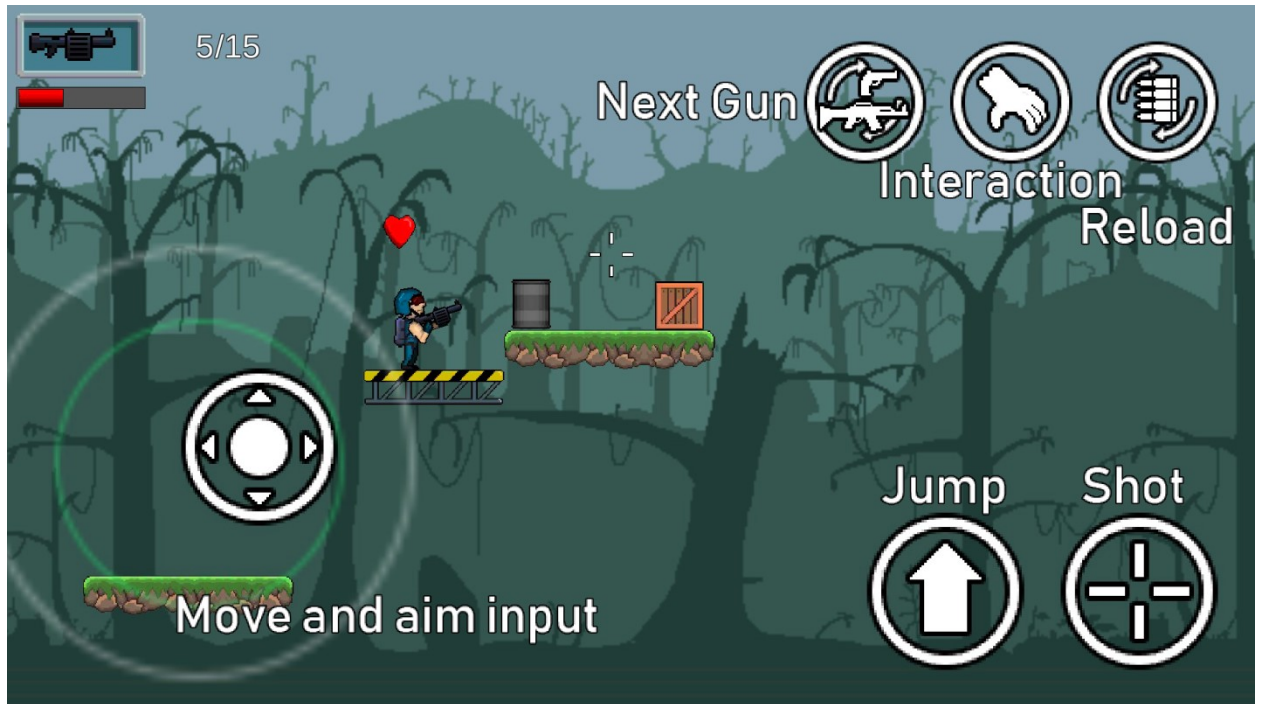 5/15
Next Gun
Interaction
Reload
Jump
Shot
Move and aim input